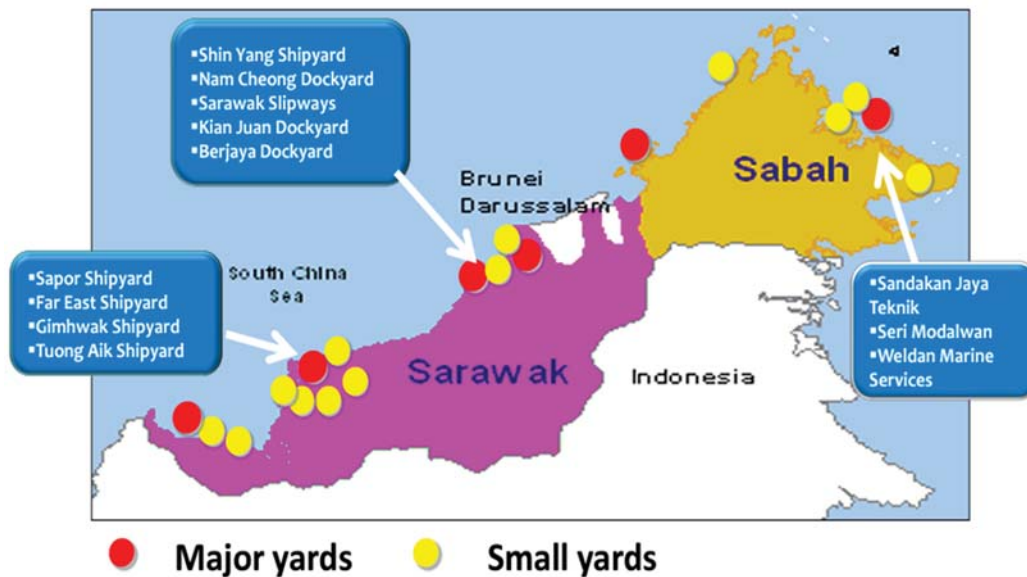 ▪Shin Yang Shipyard
▪Nam Cheong Dockyard
▪Sarawak Slipways
▪Kian Juan Dockyard
▪Berjaya Dockyard
Brunei
Darussalam
Sabah
▪Sapor Shipyard
▪Far East Shipyard
▪Gimhwak Shipyard
▪Tuong Aik Shipyard
South China
Sea
Sarawak
Indonesia
▪Sandakan Jaya
Teknik
▪Seri Modalwan
▪Weldan Marine
Services
Major yards
Small yards